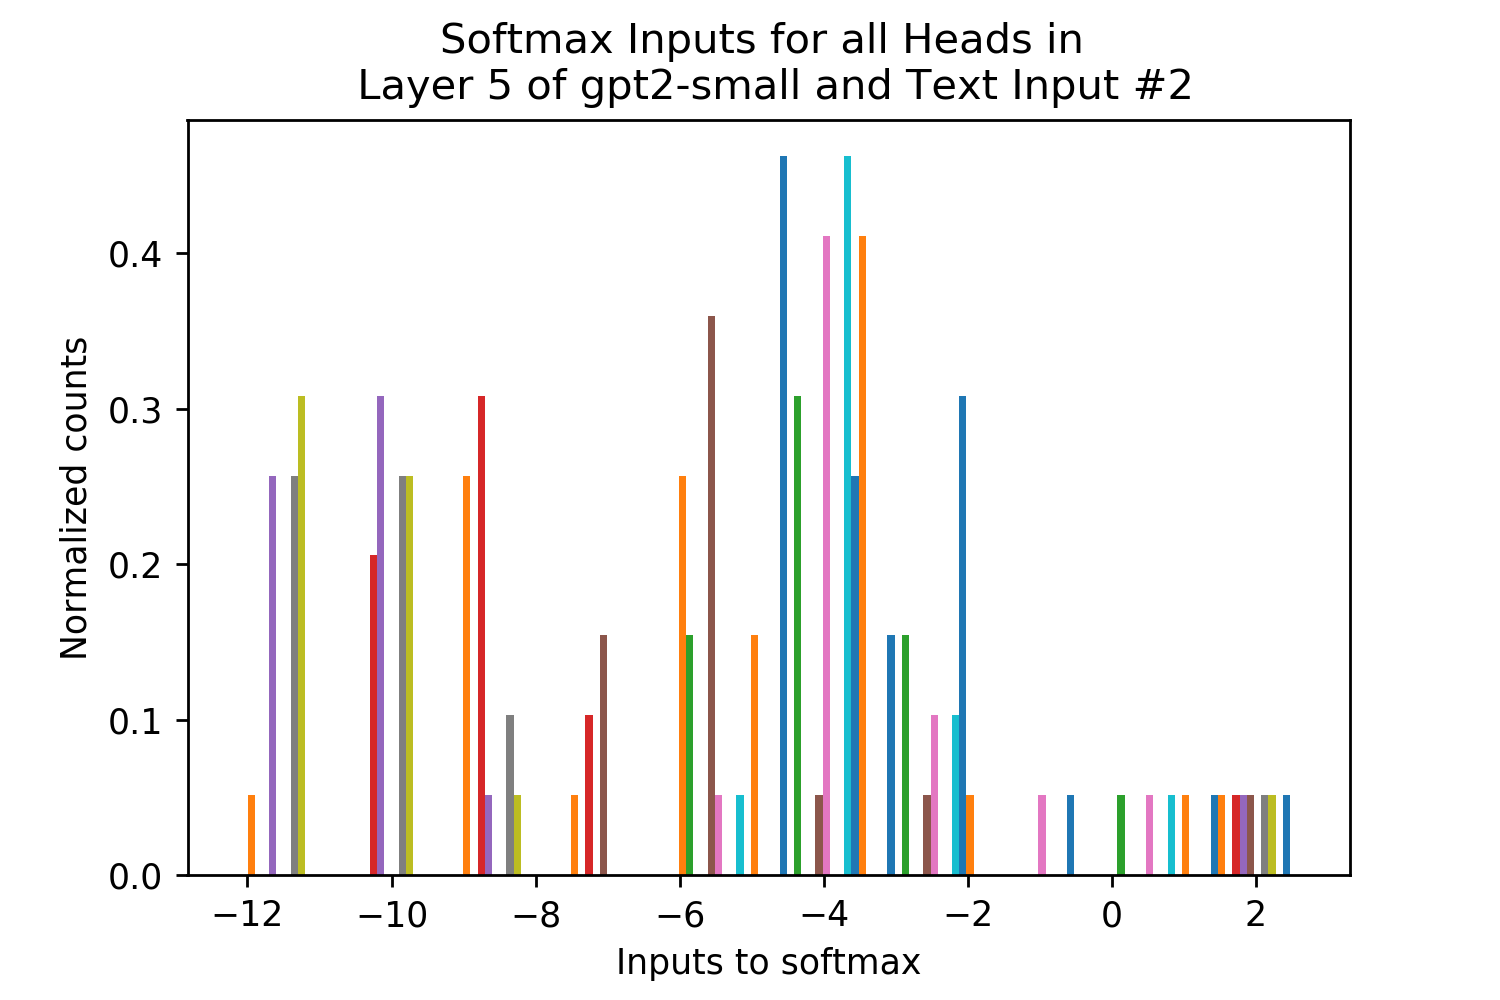 Softmax Inputs for all Heads in
Layer 5 of gpt2-small and Text Input #2
Normalized counts
0.4
0.3
0.2
0.1
0.0
−12 −10 −8 −6 −4 −2 0 2
Inputs to softmax